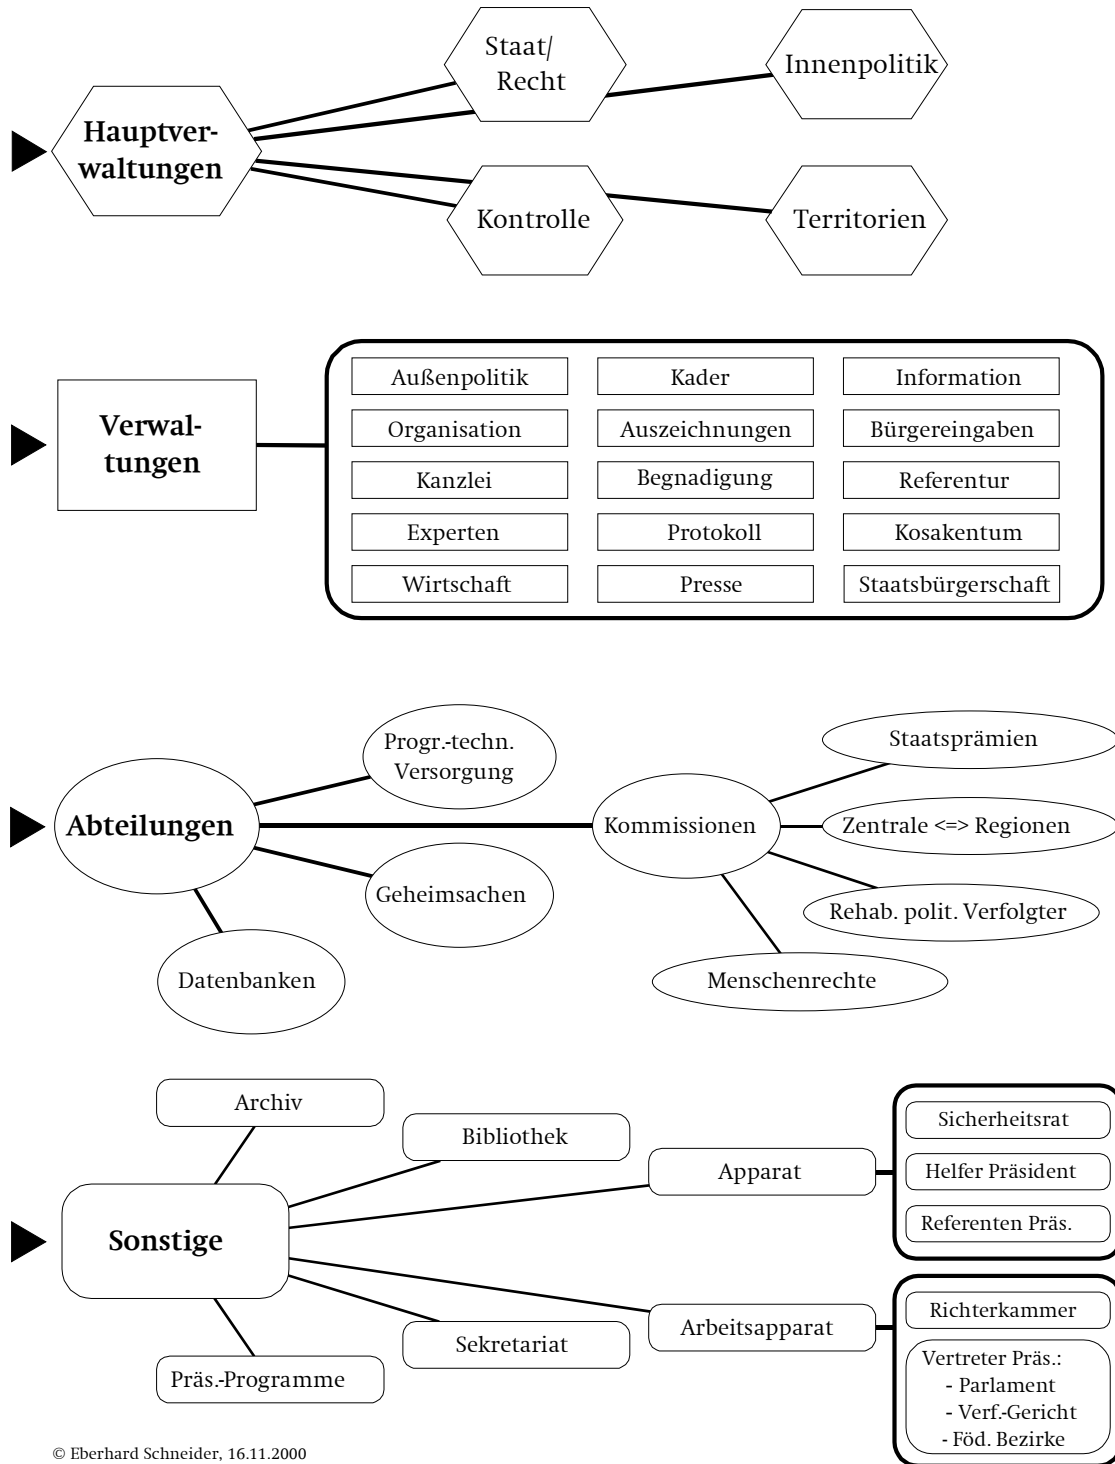 Staat/
Recht
Innenpolitik
Hauptver-
waltungen
Kontrolle
Territorien
Verwal-
tungen
Außenpolitik
Kader
Information
Organisation
Auszeichnungen
Bürgereingaben
Kanzlei
Begnadigung
Referentur
Experten
Protokoll
Kosakentum
Wirtschaft
Presse
Staatsbürgerschaft
Abteilungen
Progr.-techn.
Versorgung
Geheimsachen
Datenbanken
Kommissionen
Staatsprämien
Zentrale <=> Regionen
Rehab. polit. Verfolgter
Menschenrechte
Sonstige
Archiv
Bibliothek
Apparat
Sicherheitsrat
Helfer Präsident
Referenten Präs.
Arbeitsapparat
Richterkammer
Vertreter Präs.:
- Parlament
- Verf.-Gericht
- Föd. Bezirke
Sekretariat
Präs.-Programme
© Eberhard Schneider, 16.11.2000